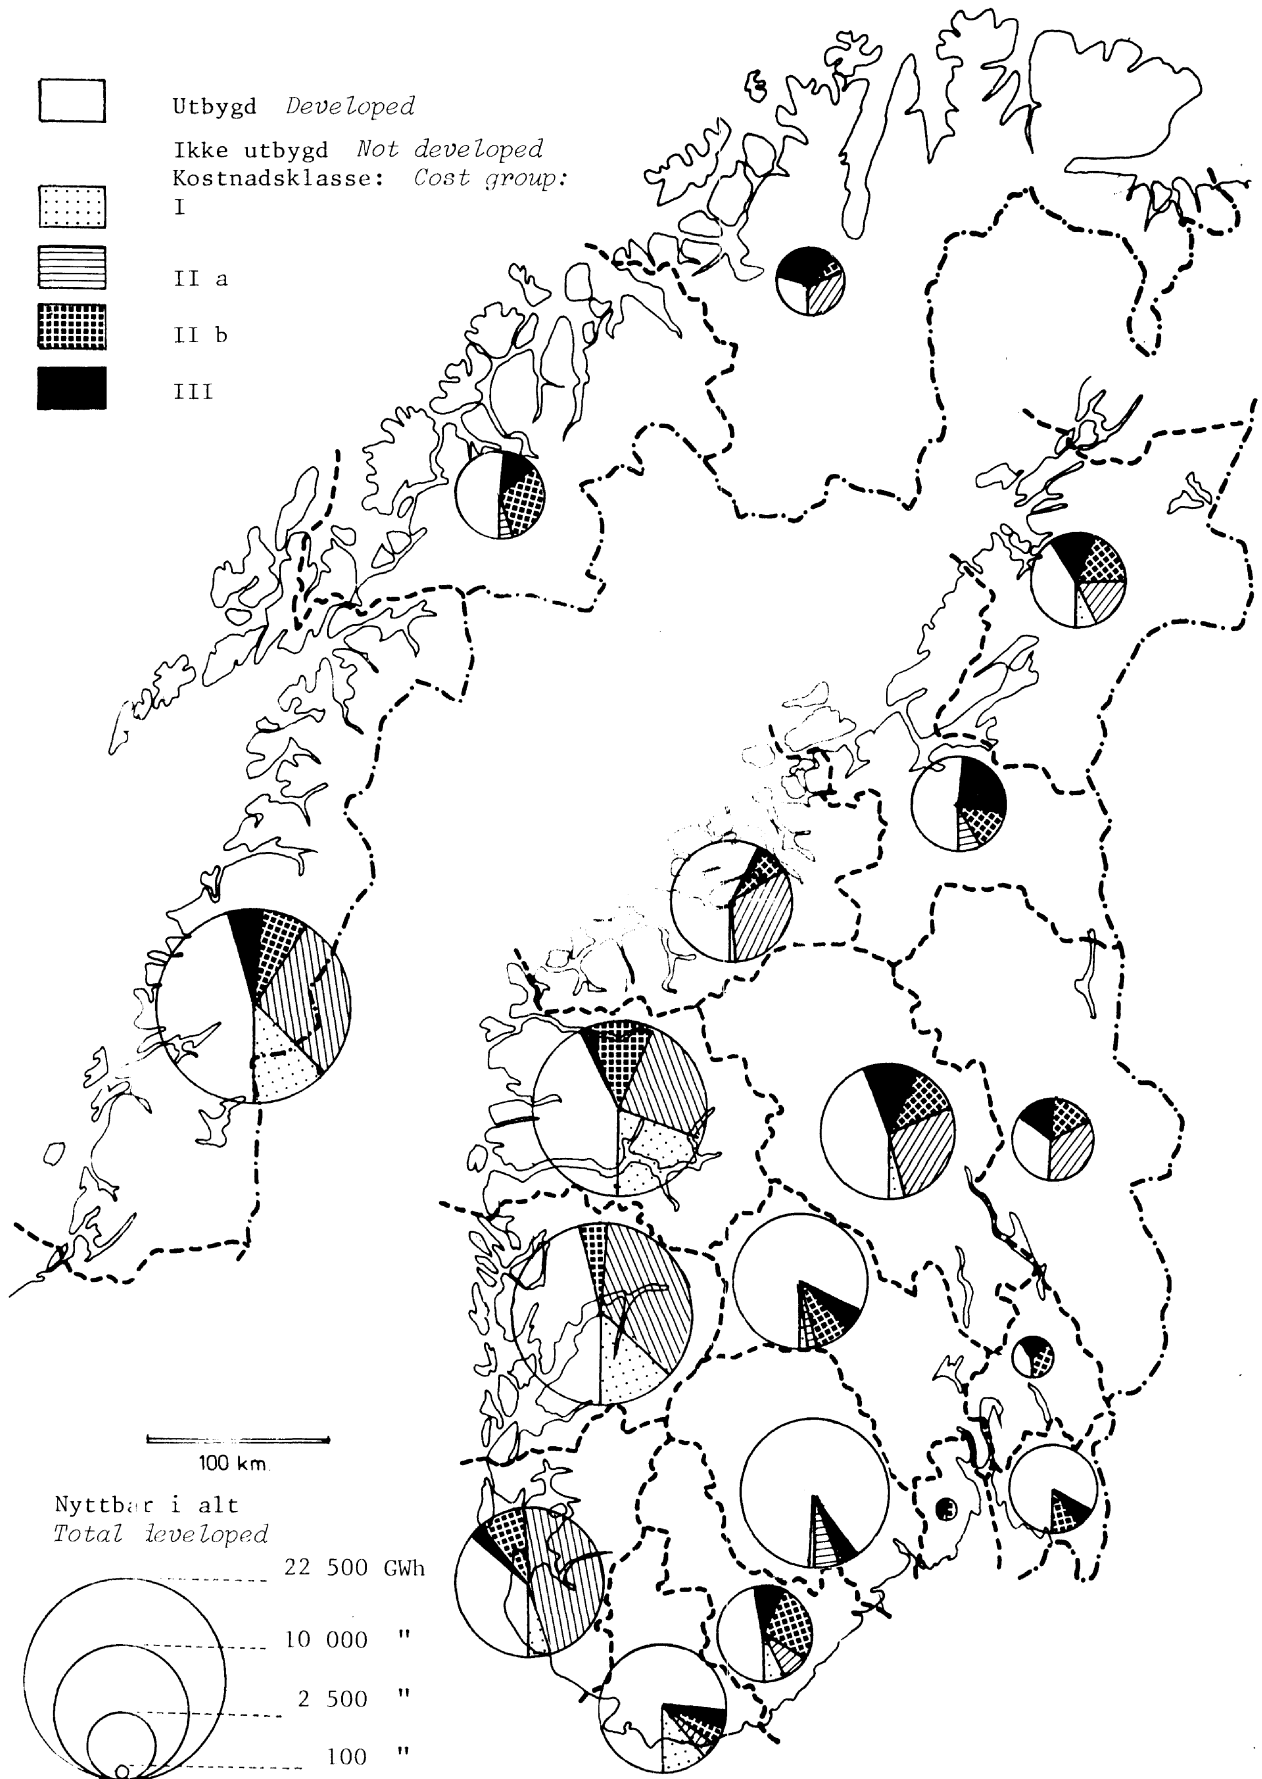 Utbygd Developed
Ikke utbygd Not developed
Kostnadsklasse: Cost group:
I
II a
II b
III
100 km.
Nyttbar i alt
Total developed
22 500 GWh
10 000 "
2 500 "
100 "